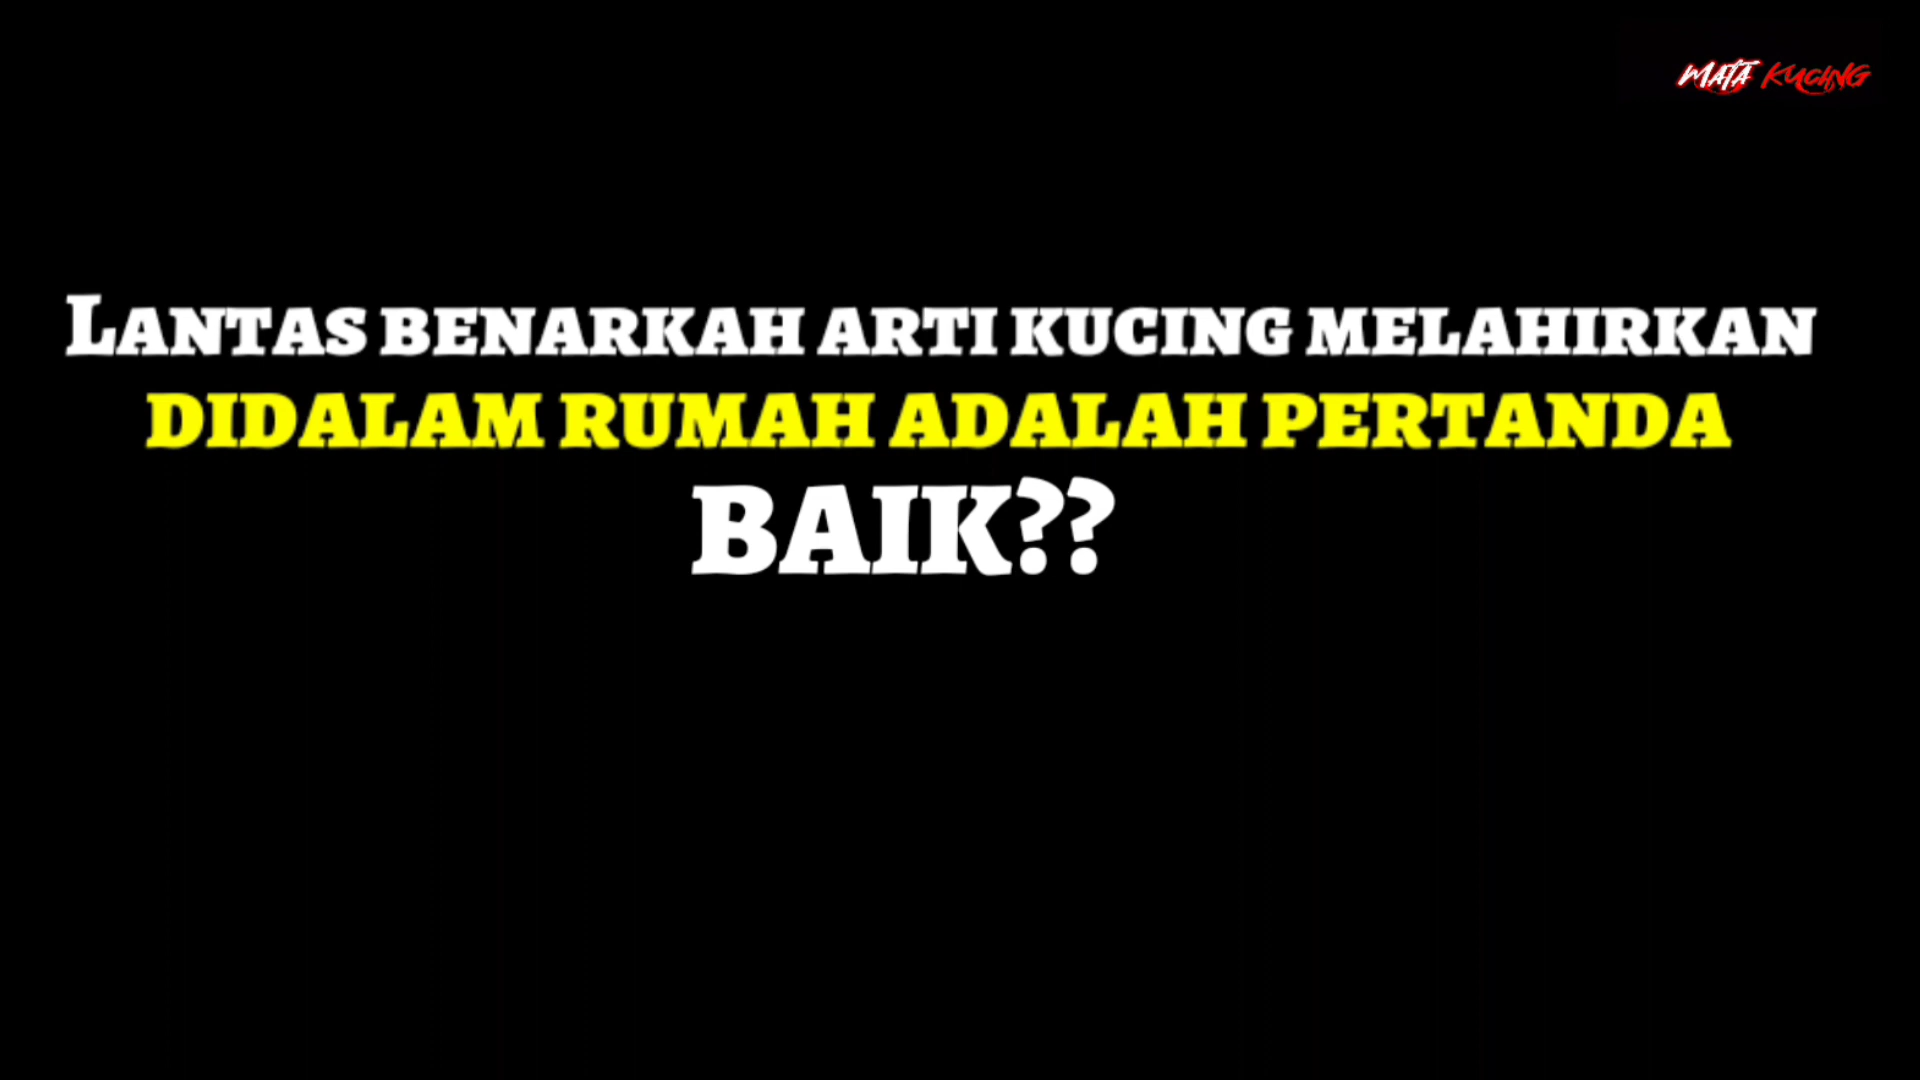 MATA KUCING
LANTAS BENARKAH ARTI KUCING MELAHIRKAN
DIDALAM RUMAH ADALAH PERTANDA
BAIK??